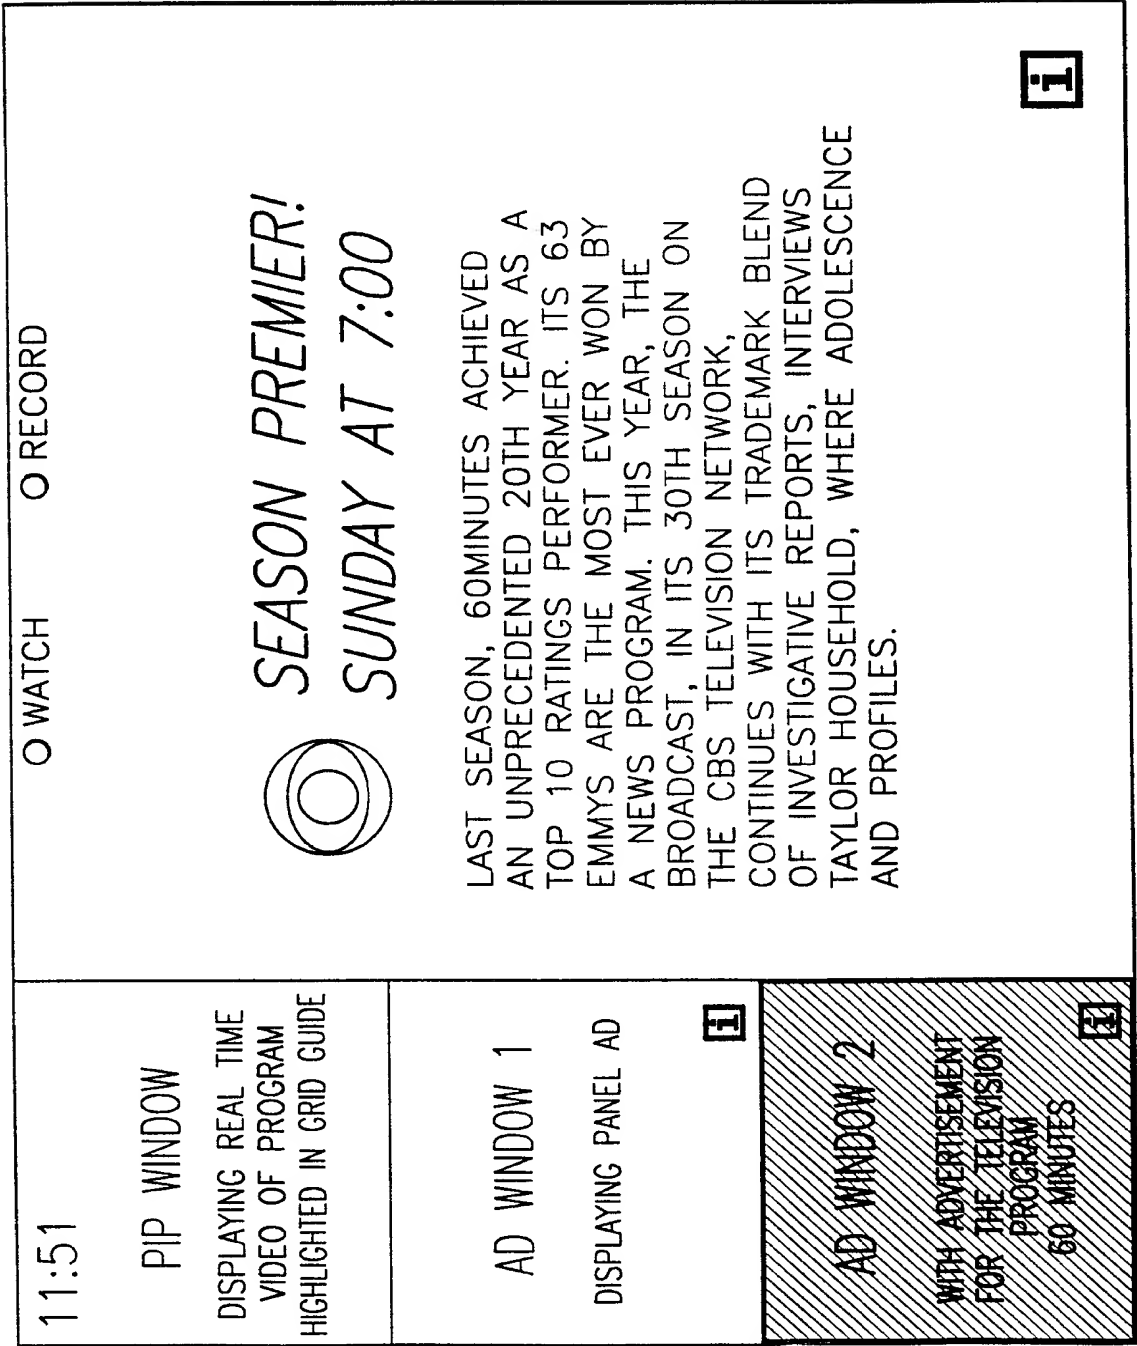 11:51
PIP WINDOW
DISPLAYING REAL TIME
VIDEO OF PROGRAM
HIGHLIGHTED IN GRID GUIDE
AD WINDOW 1
DISPLAYING PANEL AD
i
AD WINDOW 2
WITH ADVERTISEMENT
FOR THE TELEVISION
PROGRAM
60 MINUTES
i
O WATCH O RECORD
SEASON PREMIER!
SUNDAY AT 7:00
LAST SEASON, 60MINUTES ACHIEVED
AN UNPRECEDENTED 20TH YEAR AS A
TOP 10 RATINGS PERFORMER. ITS 63
EMMYS ARE THE MOST EVER WON BY
A NEWS PROGRAM. THIS YEAR, THE
BROADCAST, IN ITS 30TH SEASON ON
THE CBS TELEVISION NETWORK,
CONTINUES WITH ITS TRADEMARK BLEND
OF INVESTIGATIVE REPORTS, INTERVIEWS
TAYLOR HOUSEHOLD, WHERE ADOLESCENCE
AND PROFILES.
i